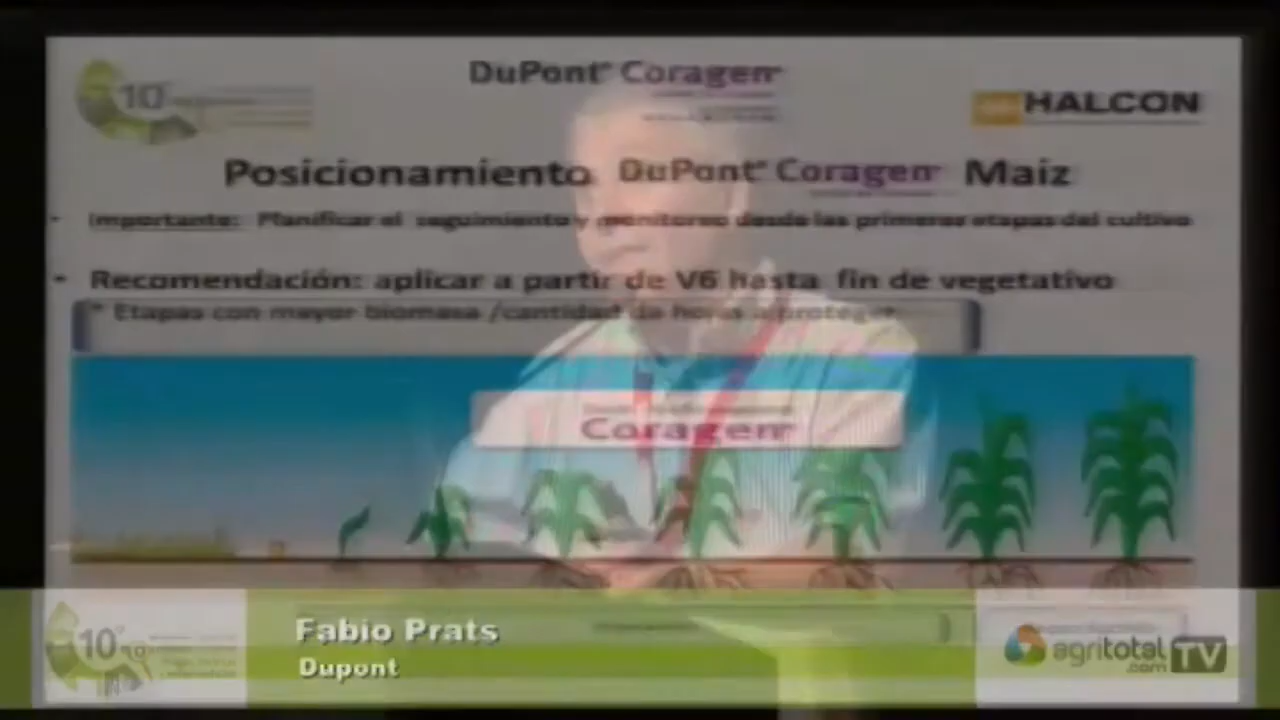 10°
DuPont® Coragen®
HALCON
Posicionamiento DuPont® Coragen® Maiz
- Importante: Planificar el seguimiento y monitoreo desde las primeras etapas del cultivo
- Recomendación: aplicar a partir de V6 hasta fin de vegetativo
* Etapas con mayor biomasa /cantidad de hojas a proteger
Coragen®
Fabio Prats
Dupont
10°
agritotal
.com
TV